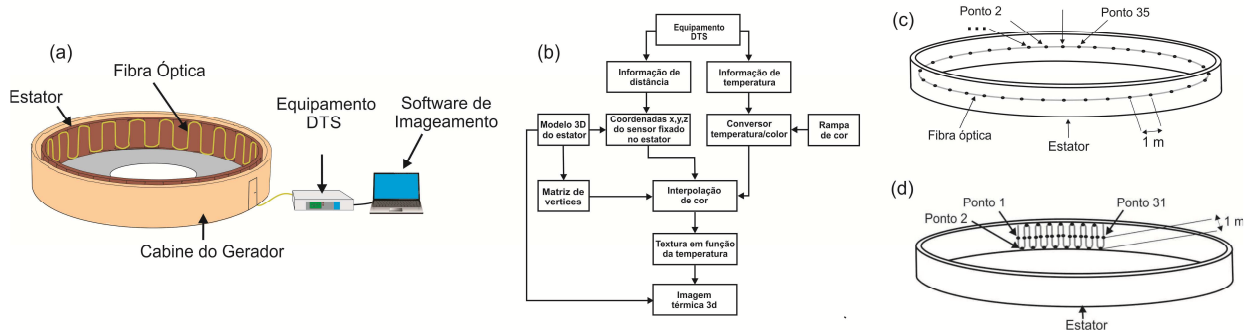 (a)
Fibra Óptica
Estator
Equipamento
DTS
Software de
Imageamento
Cabine do Gerador
(b)
Equipamento
DTS
Informação de
distância
Informação de
temperatura
Modelo 3D
do estator
Coordenadas x,y,z
do sensor fixado
no estator
Conversor
temperatura/color
Rampa
de cor
Matriz de
vertices
Interpolação
de cor
Textura em função
da temperatura
Imagem
térmica 3d
(c)
Ponto 2
Ponto 35
Fibra óptica
Estator
1 m
(d)
Ponto 1
Ponto 2
Ponto 31
1 m
Estator